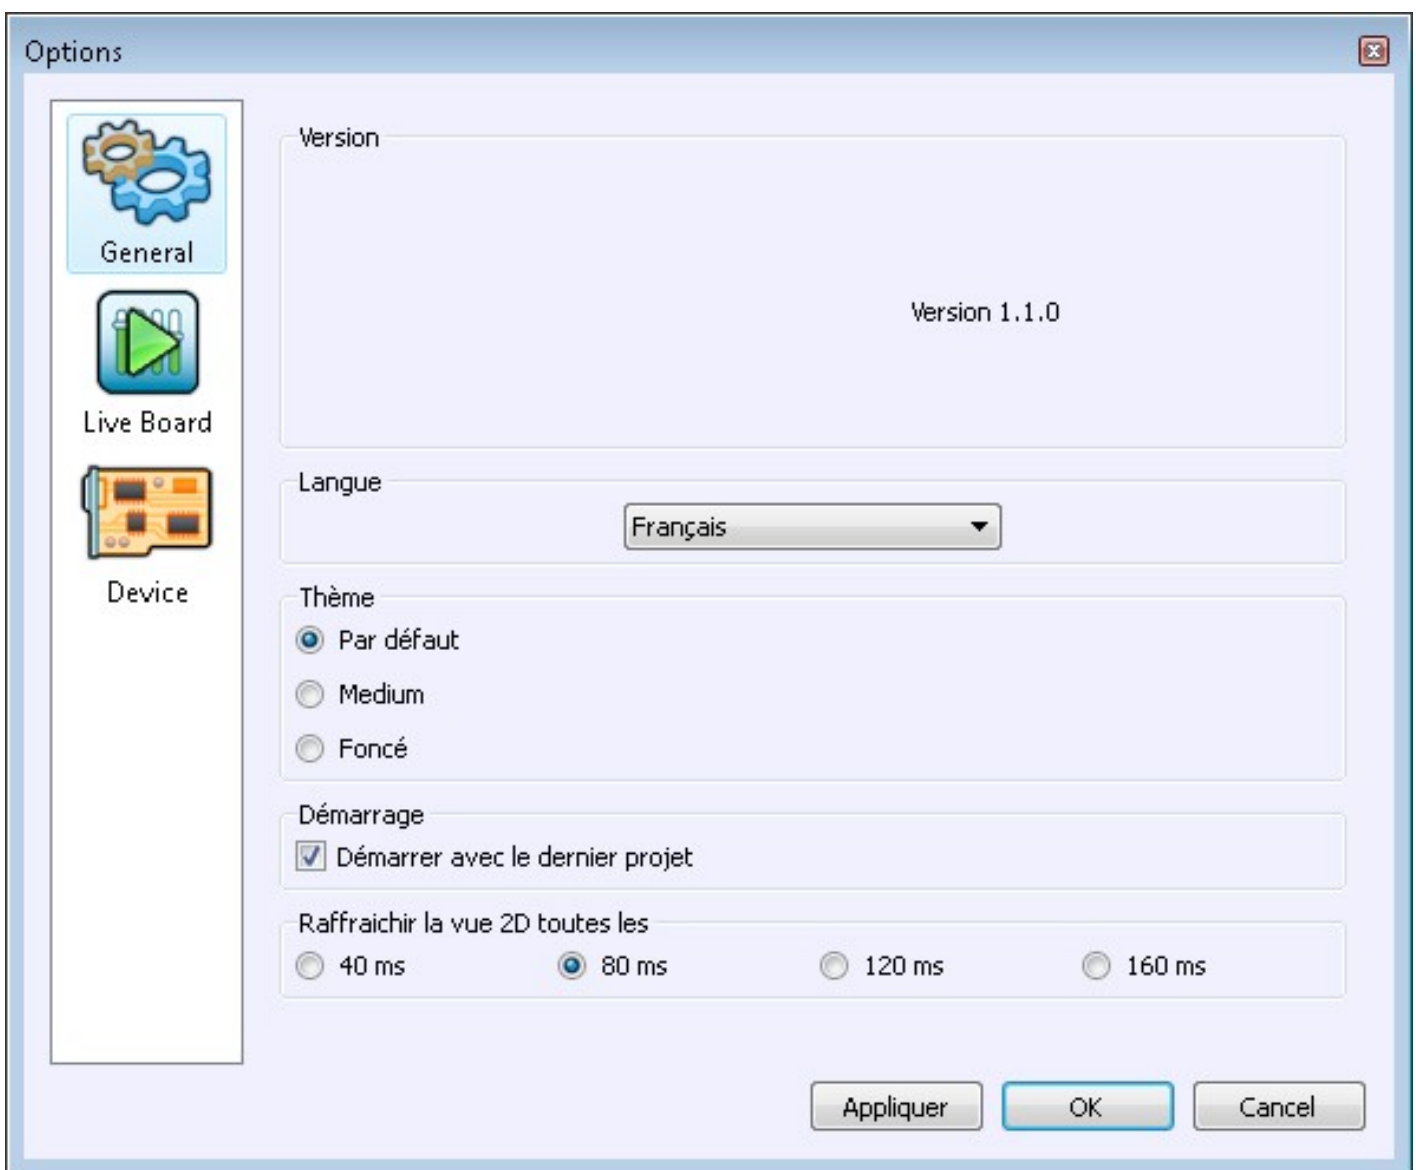 Options
General
Live Board
Device
Version
Version 1.1.0
Langue
Français
Thème
Par défaut
Medium
Foncé
Démarrage
Démarrer avec le dernier projet
Raffraichir la vue 2D toutes les
40 ms 80 ms 120 ms 160 ms
Appliquer OK Cancel